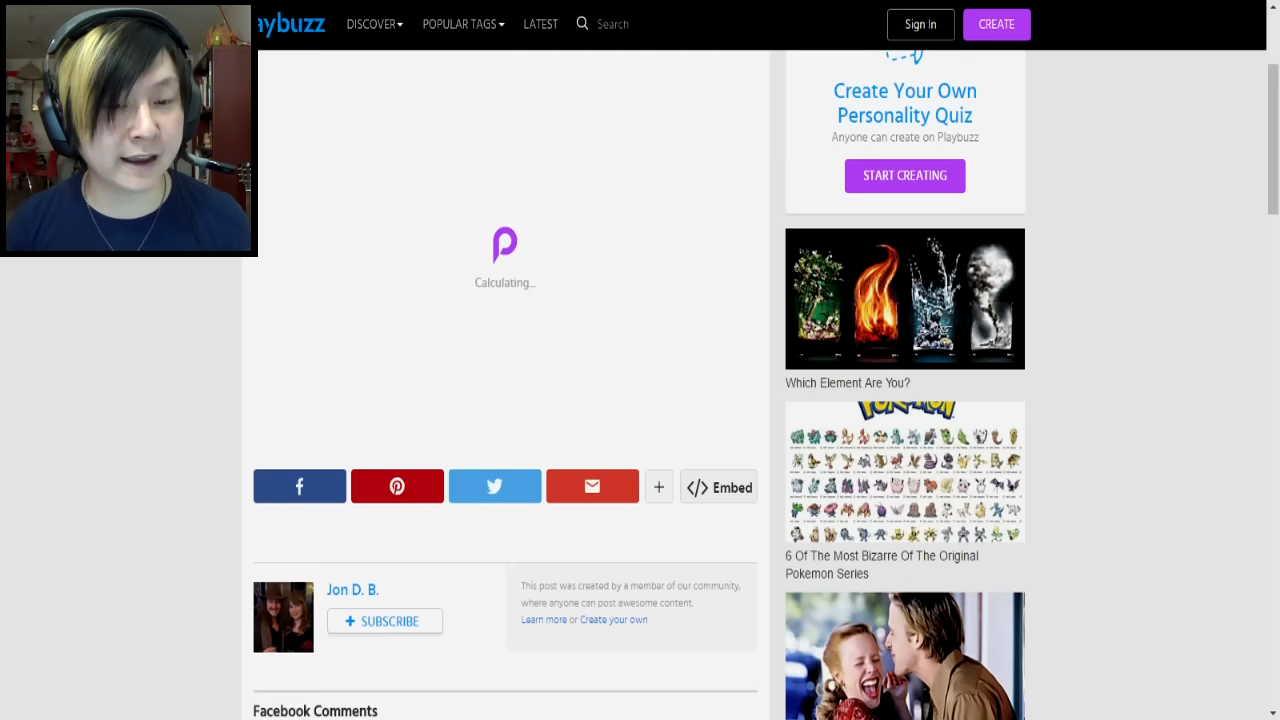 aybuzz DISCOVER POPULAR TAGS LATEST Search Sign In CREATE
Create Your Own
Personality Quiz
Anyone can create on Playbuzz
START CREATING
Calculating...
Which Element Are You?
POKEMON
6 Of The Most Bizarre Of The Original
Pokemon Series
f + </> Embed
Jon D. B.
+ SUBSCRIBE
This post was created by a member of our community,
where anyone can post awesome content.
Learn more or Create your own
Facebook Comments